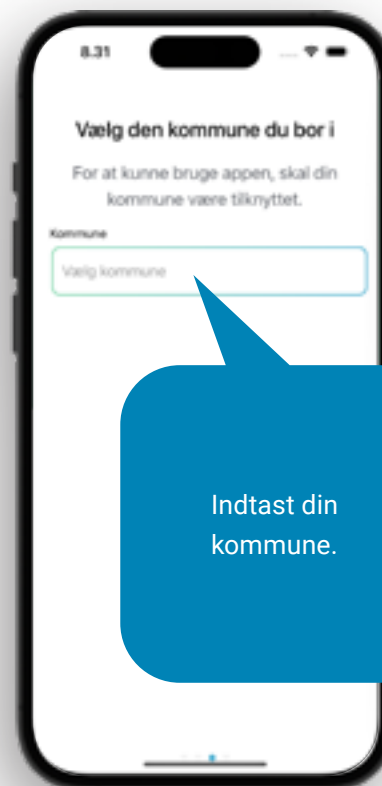 8.31
Vælg den kommune du bor i
For at kunne bruge appen, skal din
kommune være tilknyttet.
Kommune
Vælg kommune
Indtast din
kommune.